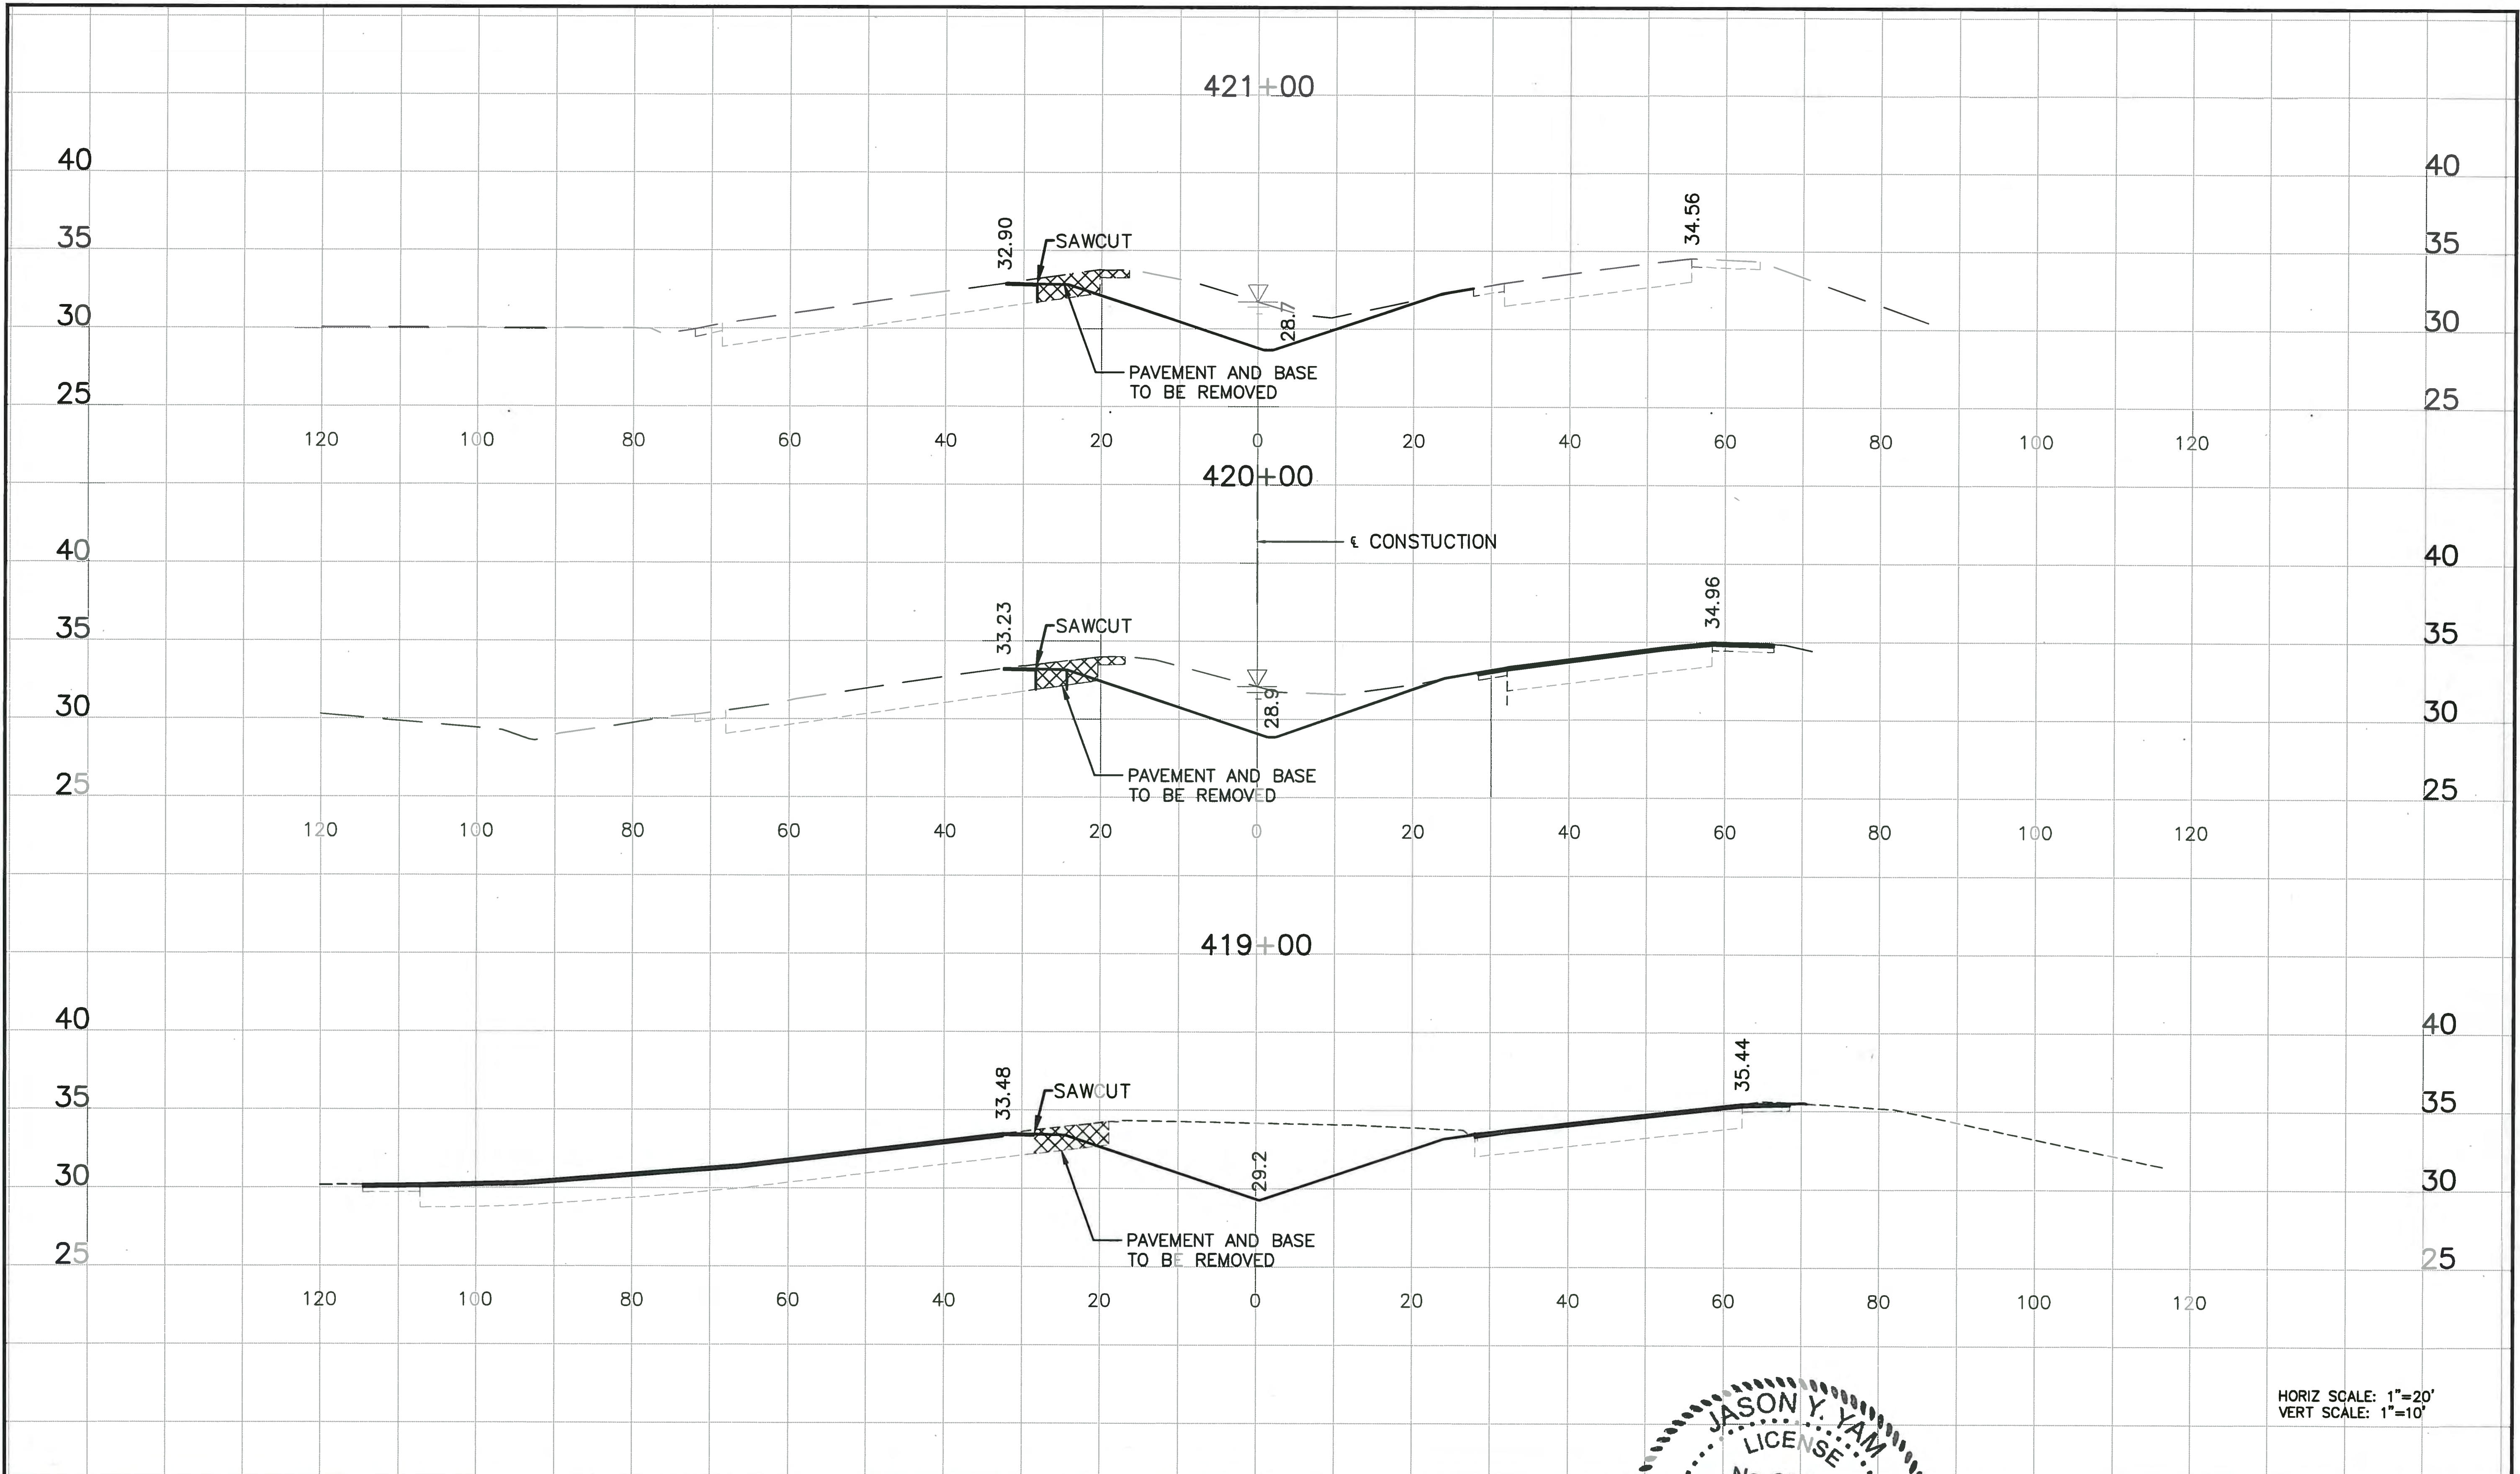 421+00
40 40
32.90 34.56
35 SAWCUT 35
30 28.7 30
PAVEMENT AND BASE
TO BE REMOVED
25 25
120 100 80 60 40 20 0 20 40 60 80 100 120
420+00
℄ CONSTUCTION
40 40
33.23 34.96
35 SAWCUT 35
30 28.9 30
PAVEMENT AND BASE
TO BE REMOVED
25 25
120 100 80 60 40 20 0 20 40 60 80 100 120
419+00
40 40
33.48 35.44
35 SAWCUT 35
30 29.2 30
PAVEMENT AND BASE
TO BE REMOVED
25 25
120 100 80 60 40 20 0 20 40 60 80 100 120
HORIZ SCALE: 1"=20'
VERT SCALE: 1"=10'
JASON Y. YAM
LICENSE